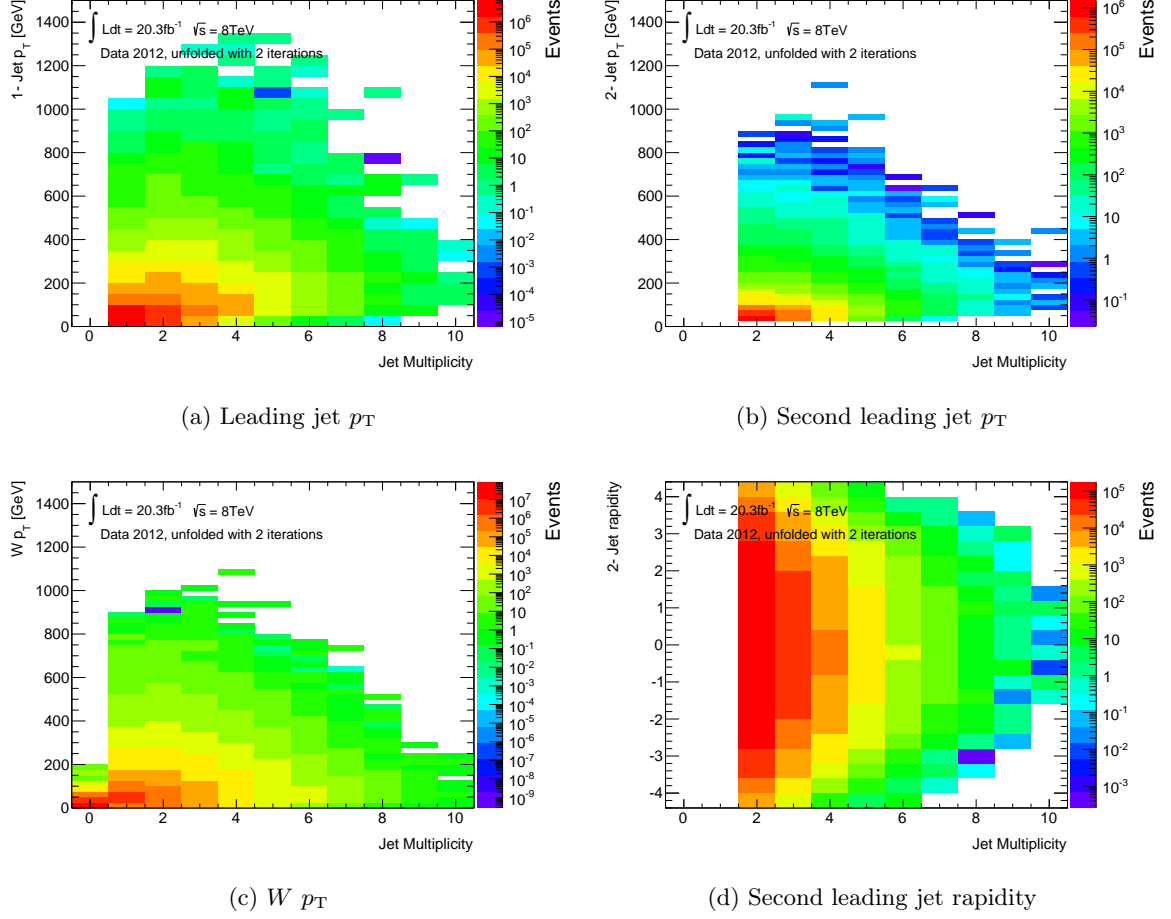 1- Jet p_T [GeV]
∫ Ldt = 20.3fb⁻¹ √s = 8TeV
Data 2012, unfolded with 2 iterations
1400
1200
1000
800
600
400
200
0
0 2 4 6 8 10
Jet Multiplicity
Events
10⁶
10⁵
10⁴
10³
10²
10
1
10⁻¹
10⁻²
10⁻³
10⁻⁴
10⁻⁵
(a) Leading jet p_T
2- Jet p_T [GeV]
∫ Ldt = 20.3fb⁻¹ √s = 8TeV
Data 2012, unfolded with 2 iterations
1400
1200
1000
800
600
400
200
0
0 2 4 6 8 10
Jet Multiplicity
Events
10⁶
10⁵
10⁴
10³
10²
10
1
10⁻¹
(b) Second leading jet p_T
W p_T [GeV]
∫ Ldt = 20.3fb⁻¹ √s = 8TeV
Data 2012, unfolded with 2 iterations
1400
1200
1000
800
600
400
200
0
0 2 4 6 8 10
Jet Multiplicity
Events
10⁷
10⁶
10⁵
10⁴
10³
10²
10
1
10⁻¹
10⁻²
10⁻³
10⁻⁴
10⁻⁵
10⁻⁶
10⁻⁷
10⁻⁸
10⁻⁹
(c) W p_T
2- Jet rapidity
∫ Ldt = 20.3fb⁻¹ √s = 8TeV
Data 2012, unfolded with 2 iterations
4
3
2
1
0
-1
-2
-3
-4
0 2 4 6 8 10
Jet Multiplicity
Events
10⁵
10⁴
10³
10²
10
1
10⁻¹
10⁻²
10⁻³
(d) Second leading jet rapidity